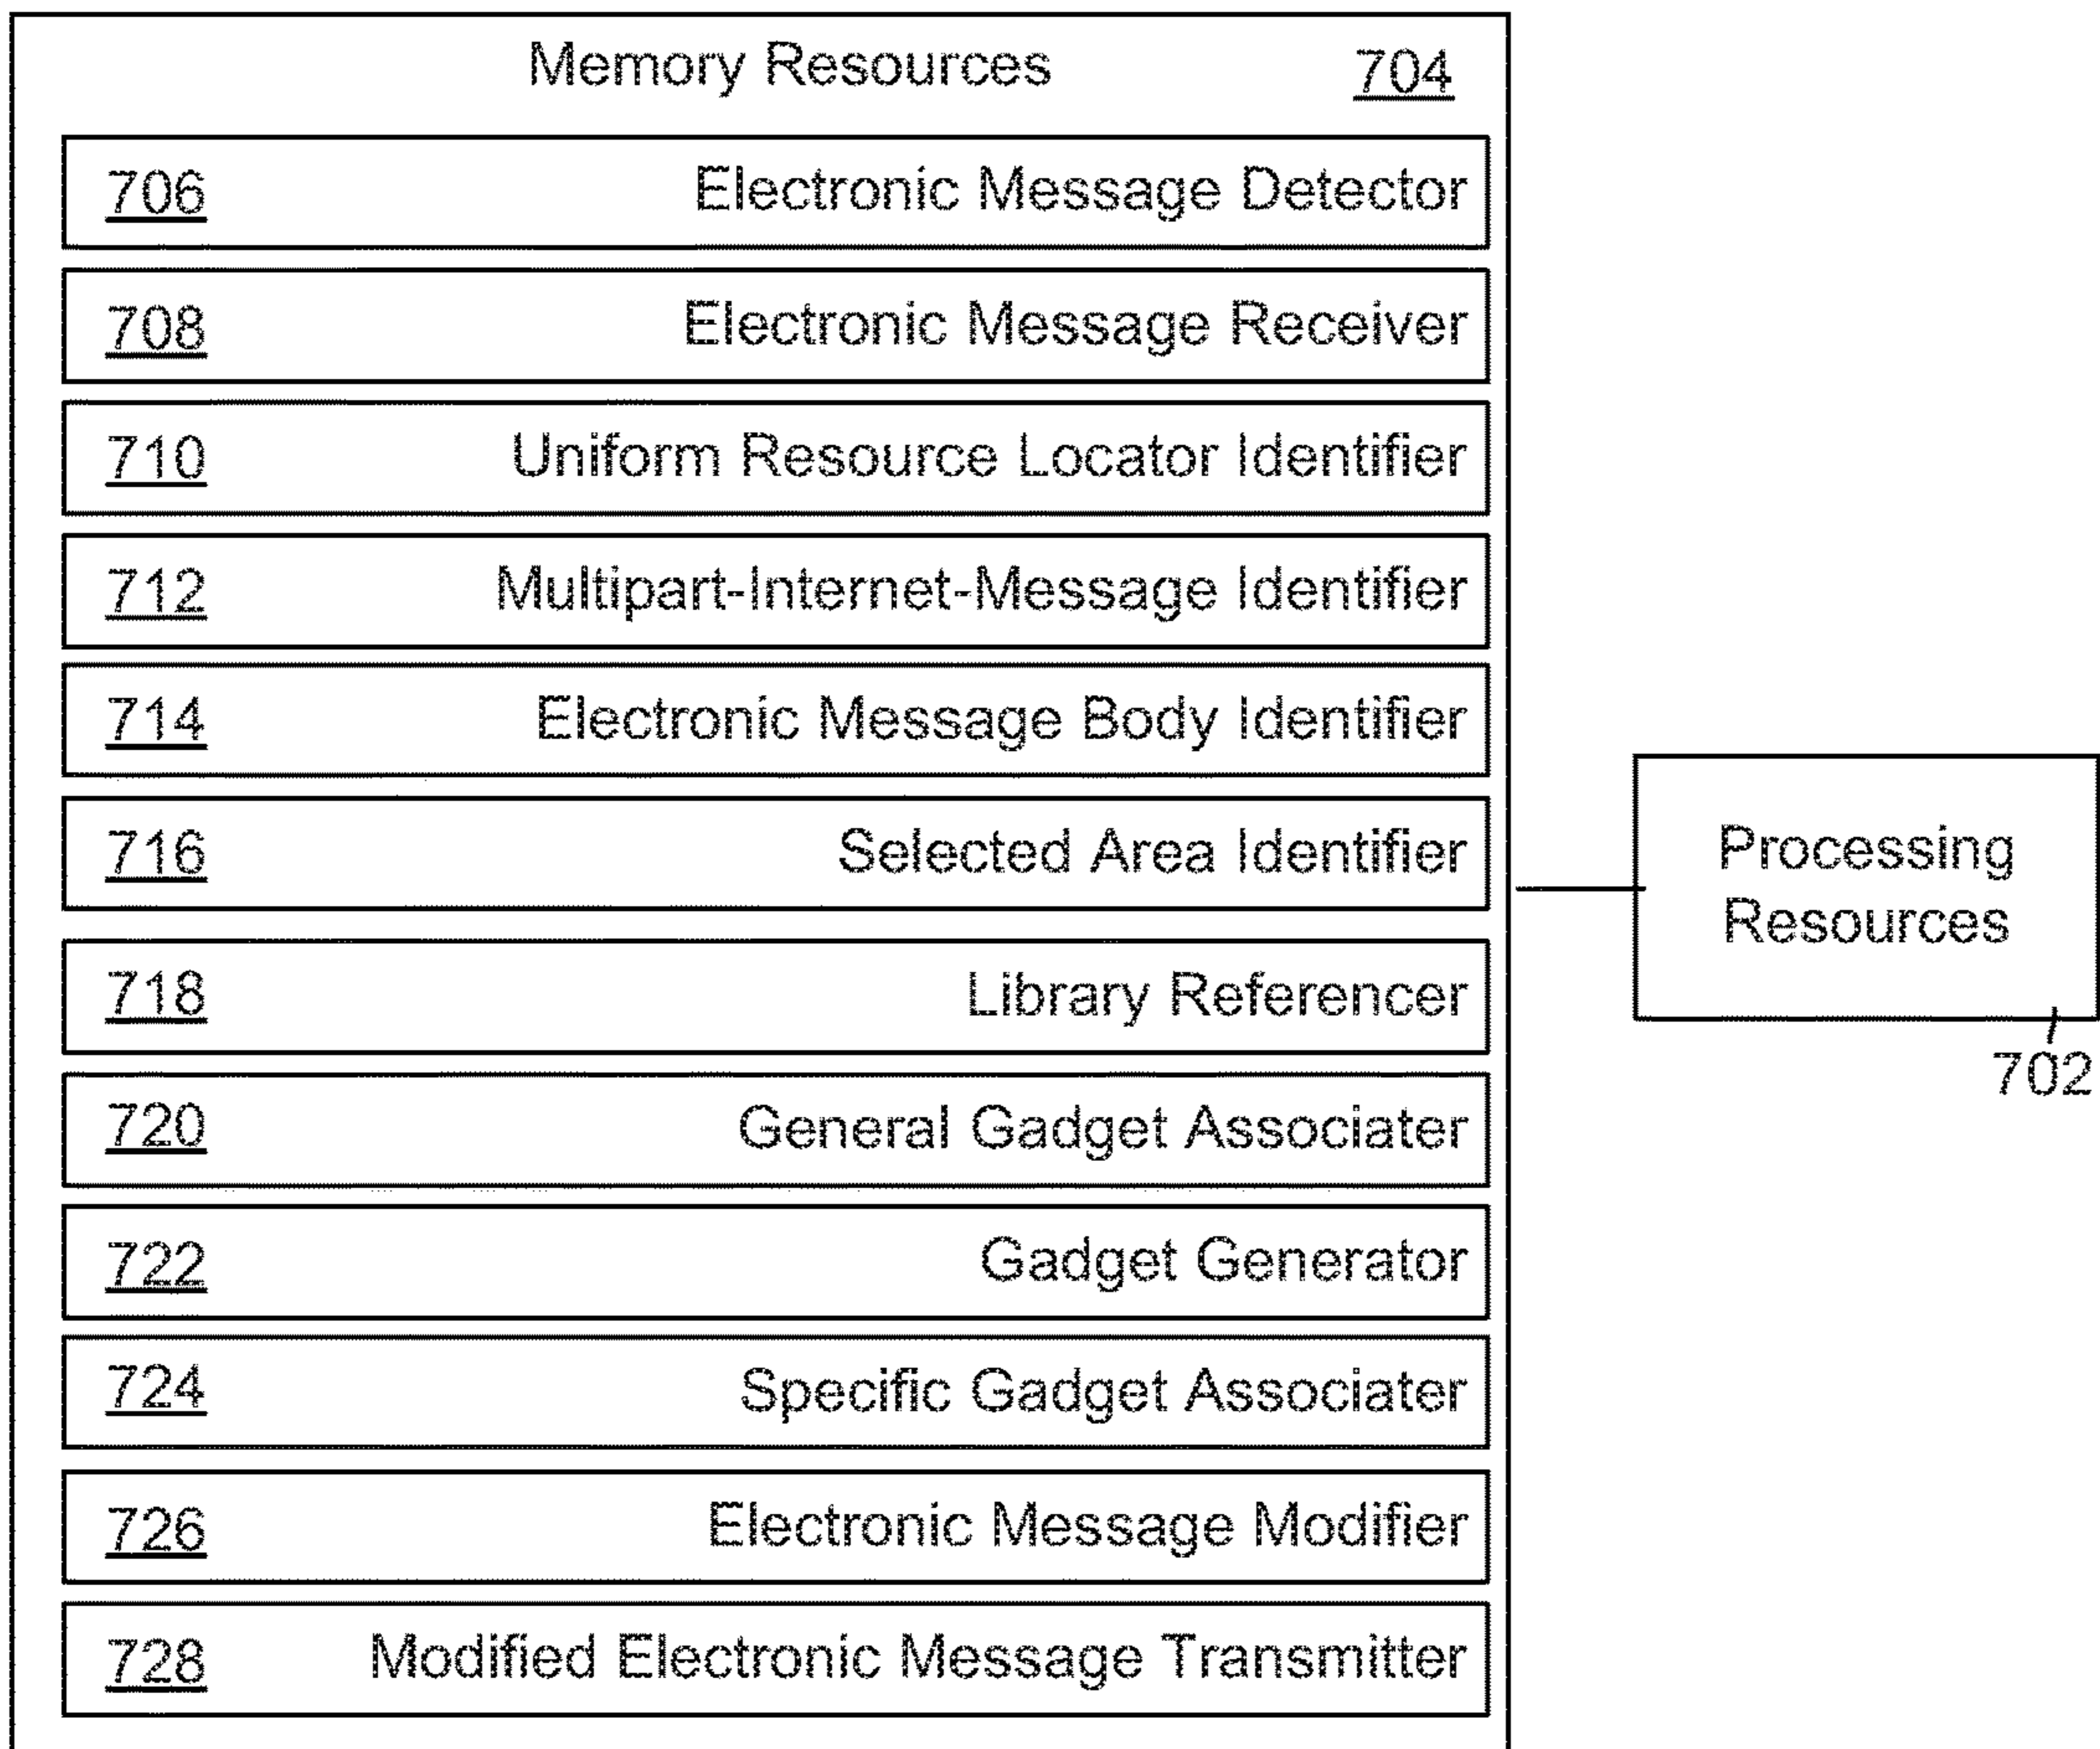 Memory Resources 704
706 Electronic Message Detector
708 Electronic Message Receiver
710 Uniform Resource Locator Identifier
712 Multipart-Internet-Message Identifier
714 Electronic Message Body Identifier
716 Selected Area Identifier
718 Library Referencer
720 General Gadget Associater
722 Gadget Generator
724 Specific Gadget Associater
726 Electronic Message Modifier
728 Modified Electronic Message Transmitter
Processing
Resources
702